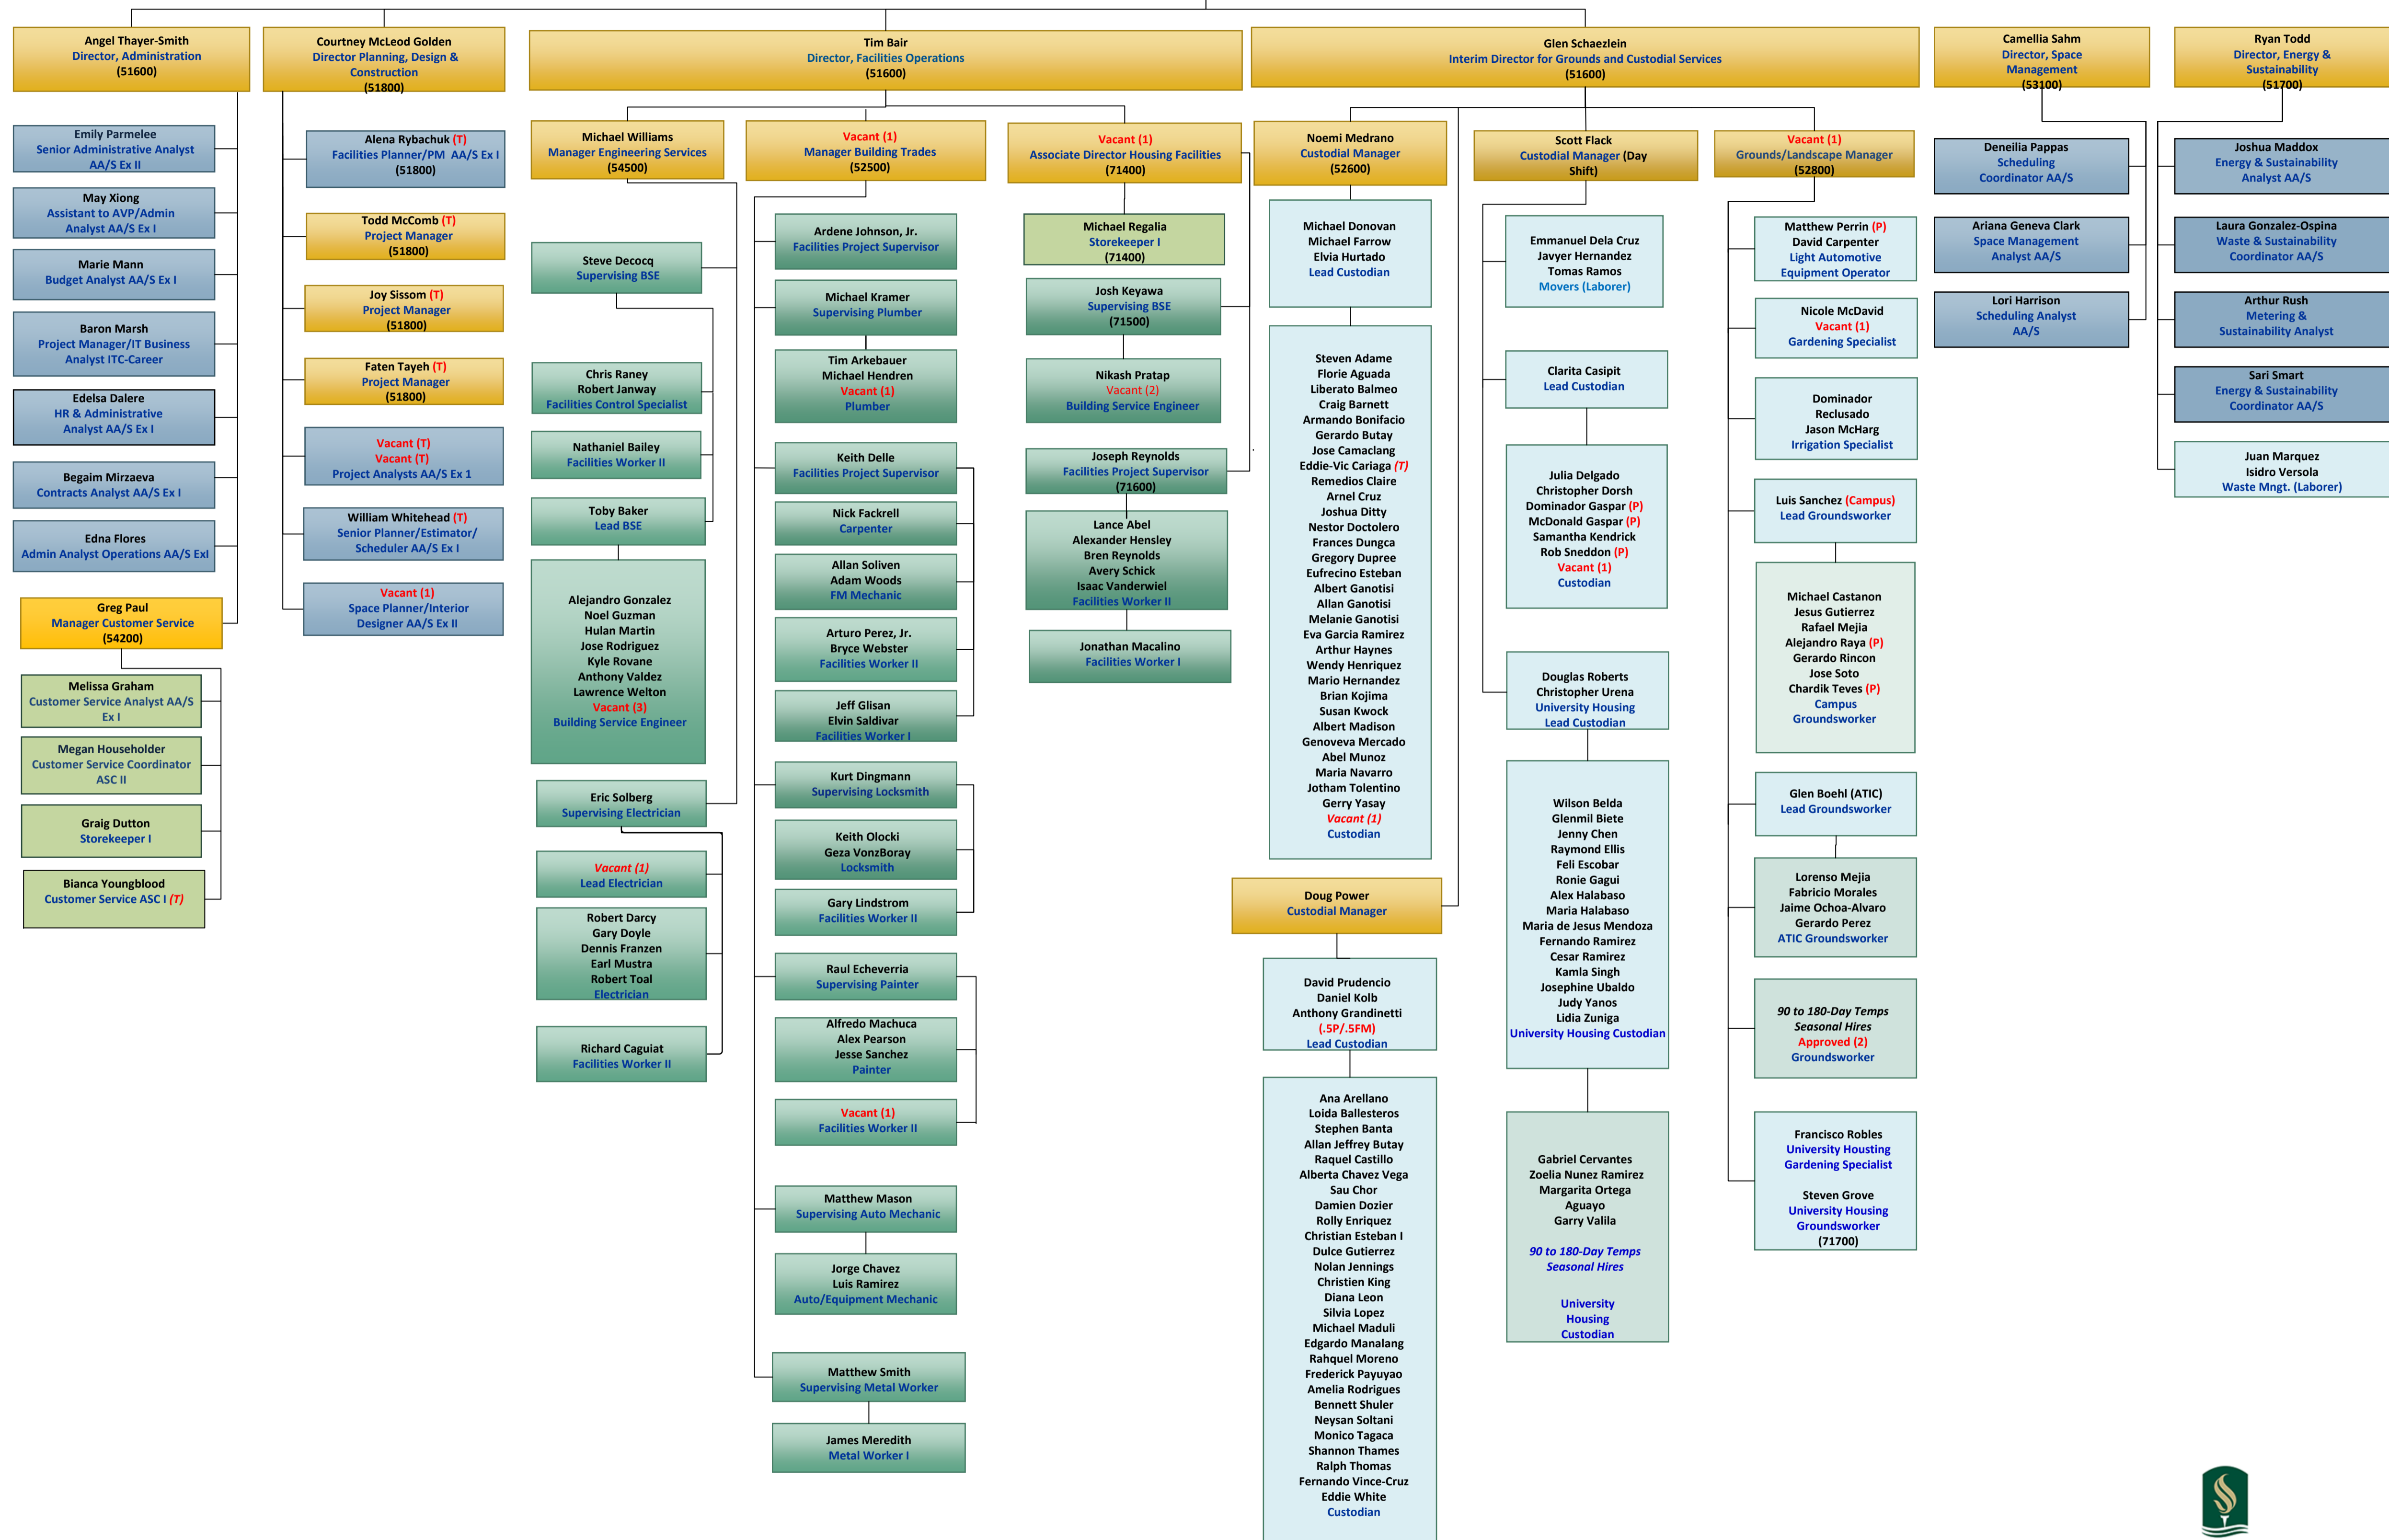 Angel Thayer-Smith
Director, Administration
(51600)
Courtney McLeod Golden
Director Planning, Design &
Construction
(51800)
Tim Bair
Director, Facilities Operations
(51600)
Glen Schaezlein
Interim Director for Grounds and Custodial Services
(51600)
Camellia Sahm
Director, Space
Management
(53100)
Ryan Todd
Director, Energy &
Sustainability
(51700)
Emily Parmelee
Senior Administrative Analyst
AA/S Ex II
May Xiong
Assistant to AVP/Admin
Analyst AA/S Ex I
Marie Mann
Budget Analyst AA/S Ex I
Baron Marsh
Project Manager/IT Business
Analyst ITC-Career
Edelsa Dalere
HR & Administrative
Analyst AA/S Ex I
Begaim Mirzaeva
Contracts Analyst AA/S Ex I
Edna Flores
Admin Analyst Operations AA/S ExI
Greg Paul
Manager Customer Service
(54200)
Melissa Graham
Customer Service Analyst AA/S
Ex I
Megan Householder
Customer Service Coordinator
ASC II
Graig Dutton
Storekeeper I
Bianca Youngblood
Customer Service ASC I (T)
Alena Rybachuk (T)
Facilities Planner/PM AA/S Ex I
(51800)
Todd McComb (T)
Project Manager
(51800)
Joy Sissom (T)
Project Manager
(51800)
Faten Tayeh (T)
Project Manager
(51800)
Vacant (T)
Vacant (T)
Project Analysts AA/S Ex 1
William Whitehead (T)
Senior Planner/Estimator/
Scheduler AA/S Ex I
Vacant (1)
Space Planner/Interior
Designer AA/S Ex II
Michael Williams
Manager Engineering Services
(54500)
Steve Decocq
Supervising BSE
Chris Raney
Robert Janway
Facilities Control Specialist
Nathaniel Bailey
Facilities Worker II
Toby Baker
Lead BSE
Alejandro Gonzalez
Noel Guzman
Hulan Martin
Jose Rodriguez
Kyle Rovane
Anthony Valdez
Lawrence Welton
Vacant (3)
Building Service Engineer
Eric Solberg
Supervising Electrician
Vacant (1)
Lead Electrician
Robert Darcy
Gary Doyle
Dennis Franzen
Earl Mustra
Robert Toal
Electrician
Richard Caguiat
Facilities Worker II
Vacant (1)
Manager Building Trades
(52500)
Ardene Johnson, Jr.
Facilities Project Supervisor
Michael Kramer
Supervising Plumber
Tim Arkebauer
Michael Hendren
Vacant (1)
Plumber
Keith Delle
Facilities Project Supervisor
Nick Fackrell
Carpenter
Allan Soliven
Adam Woods
FM Mechanic
Arturo Perez, Jr.
Bryce Webster
Facilities Worker II
Jeff Glisan
Elvin Saldivar
Facilities Worker I
Kurt Dingmann
Supervising Locksmith
Keith Olocki
Geza VonzBoray
Locksmith
Gary Lindstrom
Facilities Worker II
Raul Echeverria
Supervising Painter
Alfredo Machuca
Alex Pearson
Jesse Sanchez
Painter
Vacant (1)
Facilities Worker II
Matthew Mason
Supervising Auto Mechanic
Jorge Chavez
Luis Ramirez
Auto/Equipment Mechanic
Matthew Smith
Supervising Metal Worker
James Meredith
Metal Worker I
Vacant (1)
Associate Director Housing Facilities
(71400)
Michael Regalia
Storekeeper I
(71400)
Josh Keyawa
Supervising BSE
(71500)
Nikash Pratap
Vacant (2)
Building Service Engineer
Joseph Reynolds
Facilities Project Supervisor
(71600)
Lance Abel
Alexander Hensley
Bren Reynolds
Avery Schick
Isaac Vanderwiel
Facilities Worker II
Jonathan Macalino
Facilities Worker I
Noemi Medrano
Custodial Manager
(52600)
Michael Donovan
Michael Farrow
Elvia Hurtado
Lead Custodian
Steven Adame
Florie Aguada
Liberato Balmeo
Craig Barnett
Armando Bonifacio
Gerardo Butay
Jose Camaclang
Eddie-Vic Cariaga (T)
Remedios Claire
Arnel Cruz
Joshua Ditty
Nestor Doctolero
Frances Dungca
Gregory Dupree
Eufrecino Esteban
Albert Ganotisi
Allan Ganotisi
Melanie Ganotisi
Eva Garcia Ramirez
Arthur Haynes
Wendy Henriquez
Mario Hernandez
Brian Kojima
Susan Kwock
Albert Madison
Genoveva Mercado
Abel Munoz
Maria Navarro
Jotham Tolentino
Gerry Yasay
Vacant (1)
Custodian
Doug Power
Custodial Manager
David Prudencio
Daniel Kolb
Anthony Grandinetti
(.5P/.5FM)
Lead Custodian
Ana Arellano
Loida Ballesteros
Stephen Banta
Allan Jeffrey Butay
Raquel Castillo
Alberta Chavez Vega
Sau Chor
Damien Dozier
Rolly Enriquez
Christian Esteban I
Dulce Gutierrez
Nolan Jennings
Christien King
Diana Leon
Silvia Lopez
Michael Maduli
Edgardo Manalang
Rahquel Moreno
Frederick Payuyao
Amelia Rodrigues
Bennett Shuler
Neysan Soltani
Monico Tagaca
Shannon Thames
Ralph Thomas
Fernando Vince-Cruz
Eddie White
Custodian
Scott Flack
Custodial Manager (Day
Shift)
Emmanuel Dela Cruz
Javyer Hernandez
Tomas Ramos
Movers (Laborer)
Clarita Casipit
Lead Custodian
Julia Delgado
Christopher Dorsh
Dominador Gaspar (P)
McDonald Gaspar (P)
Samantha Kendrick
Rob Sneddon (P)
Vacant (1)
Custodian
Douglas Roberts
Christopher Urena
University Housing
Lead Custodian
Wilson Belda
Glenmil Biete
Jenny Chen
Raymond Ellis
Feli Escobar
Ronie Gagui
Alex Halabaso
Maria Halabaso
Maria de Jesus Mendoza
Fernando Ramirez
Cesar Ramirez
Kamla Singh
Josephine Ubaldo
Judy Yanos
Lidia Zuniga
University Housing Custodian
Gabriel Cervantes
Zoelia Nunez Ramirez
Margarita Ortega
Aguayo
Garry Valila
90 to 180-Day Temps
Seasonal Hires
University
Housing
Custodian
Vacant (1)
Grounds/Landscape Manager
(52800)
Matthew Perrin (P)
David Carpenter
Light Automotive
Equipment Operator
Nicole McDavid
Vacant (1)
Gardening Specialist
Dominador
Reclusado
Jason McHarg
Irrigation Specialist
Luis Sanchez (Campus)
Lead Groundsworker
Michael Castanon
Jesus Gutierrez
Rafael Mejia
Alejandro Raya (P)
Gerardo Rincon
Jose Soto
Chardik Teves (P)
Campus
Groundsworker
Glen Boehl (ATIC)
Lead Groundsworker
Lorenso Mejia
Fabricio Morales
Jaime Ochoa-Alvaro
Gerardo Perez
ATIC Groundsworker
90 to 180-Day Temps
Seasonal Hires
Approved (2)
Groundsworker
Francisco Robles
University Housting
Gardening Specialist
Steven Grove
University Housing
Groundsworker
(71700)
Deneilia Pappas
Scheduling
Coordinator AA/S
Ariana Geneva Clark
Space Management
Analyst AA/S
Lori Harrison
Scheduling Analyst
AA/S
Joshua Maddox
Energy & Sustainability
Analyst AA/S
Laura Gonzalez-Ospina
Waste & Sustainability
Coordinator AA/S
Arthur Rush
Metering &
Sustainability Analyst
Sari Smart
Energy & Sustainability
Coordinator AA/S
Juan Marquez
Isidro Versola
Waste Mngt. (Laborer)